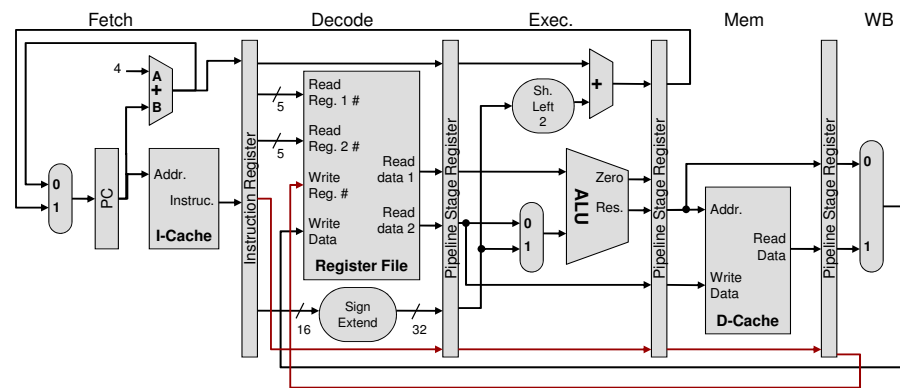 Fetch
Decode
Exec.
Mem
WB
4
A
+
B
0
1
PC
Addr.
Instruc.
I-Cache
Instruction Register
5
5
16
Read
Reg. 1 #
Read
Reg. 2 #
Write
Reg. #
Write
Data
Read
data 1
Read
data 2
Register File
Sign
Extend
32
Pipeline Stage Register
Sh.
Left
2
+
0
1
ALU
Zero
Res.
Pipeline Stage Register
Addr.
Read
Data
Write
Data
D-Cache
Pipeline Stage Register
0
1